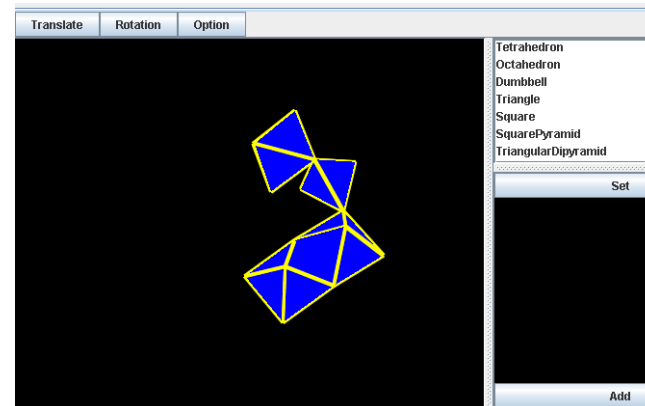 Translate Rotation Option
Tetrahedron
Octahedron
Dumbbell
Triangle
Square
SquarePyramid
TriangularDipyramid
Set
Add